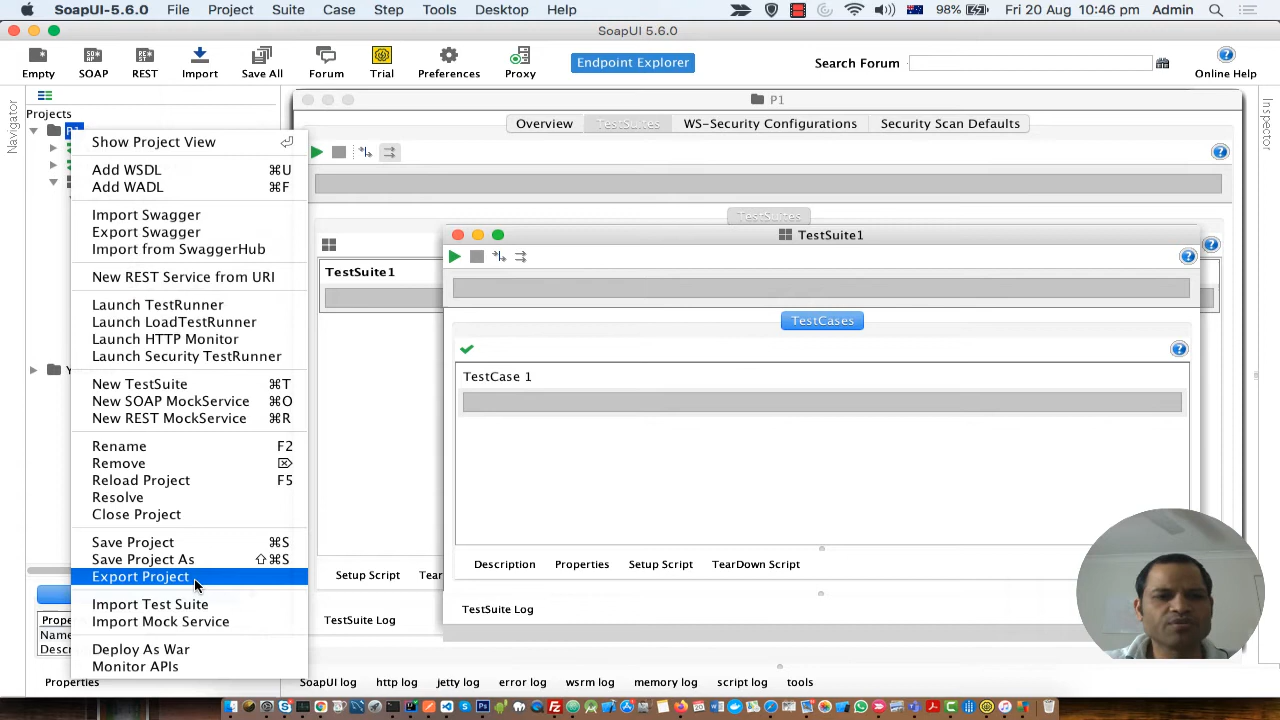 SoapUI-5.6.0 File Project Suite Case Step Tools Desktop Help 98% Fri 20 Aug 10:46 pm Admin
SoapUI 5.6.0
Empty SOAP REST Import Save All Forum Trial Preferences Proxy
Endpoint Explorer
Search Forum
Online Help
Navigator
Projects
P1
Show Project View
Add WSDL ⌘U
Add WADL ⌘F
Import Swagger
Export Swagger
Import from SwaggerHub
New REST Service from URI
Launch TestRunner
Launch LoadTestRunner
Launch HTTP Monitor
Launch Security TestRunner
New TestSuite ⌘T
New SOAP MockService ⌘O
New REST MockService ⌘R
Rename F2
Remove ⌦
Reload Project F5
Resolve
Close Project
Save Project ⌘S
Save Project As ⇧⌘S
Export Project
Import Test Suite
Import Mock Service
Deploy As War
Monitor APIs
Properties
P1
Overview TestSuites WS-Security Configurations Security Scan Defaults
TestSuites
TestSuite1
Setup Script
TestSuite Log
TestSuite1
TestCases
TestCase 1
Description Properties Setup Script TearDown Script
TestSuite Log
SoapUI log http log jetty log error log wsrm log memory log script log tools
Inspector